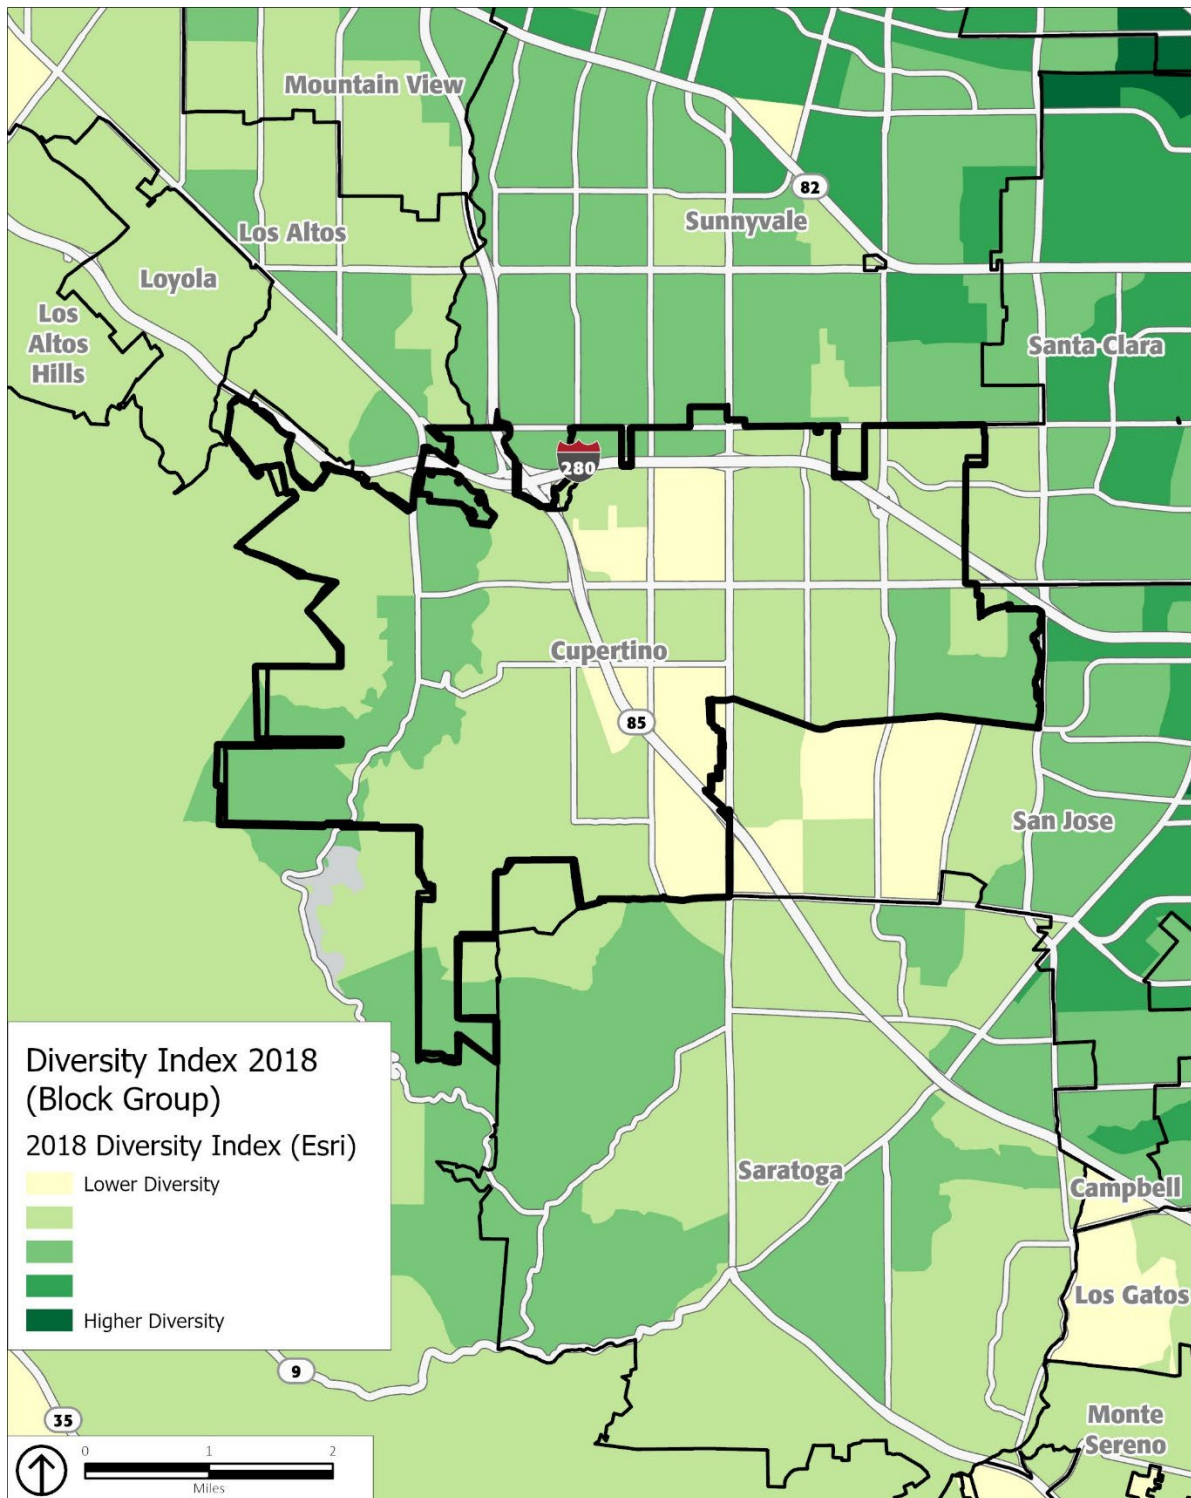 Mountain View
82
Sunnyvale
Los Altos
Loyola
Los
Altos
Hills
Santa Clara
280
Cupertino
85
San Jose
Diversity Index 2018
(Block Group)
2018 Diversity Index (Esri)
Lower Diversity
Higher Diversity
Saratoga
Campbell
Los Gatos
9
35
Monte
Sereno
0 1 2
Miles